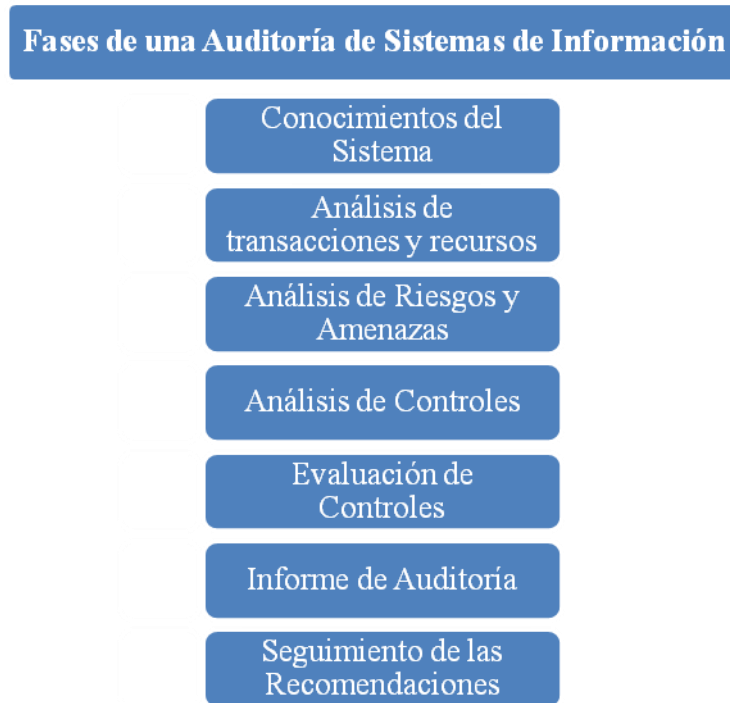 Fases de una Auditoría de Sistemas de Información
Conocimientos del
Sistema
Análisis de
transacciones y recursos
Análisis de Riesgos y
Amenazas
Análisis de Controles
Evaluación de
Controles
Informe de Auditoría
Seguimiento de las
Recomendaciones